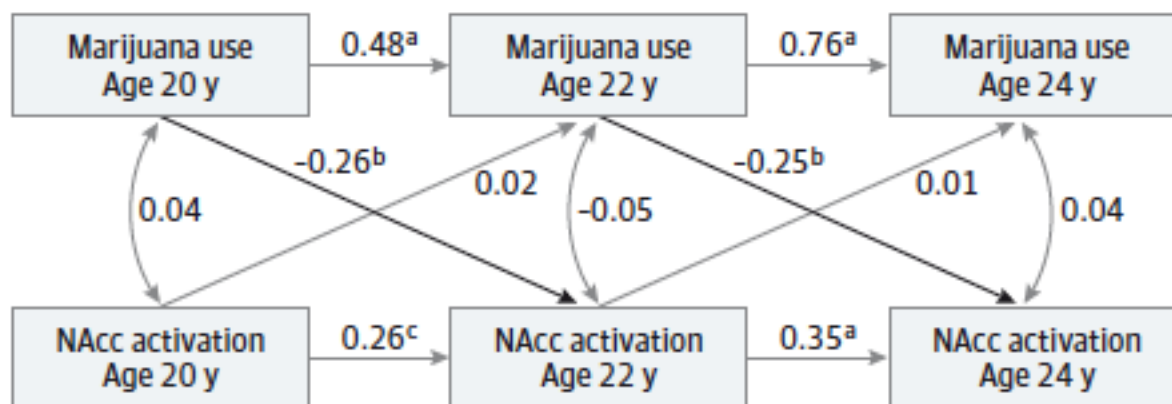 Marijuana use
Age 20 y
0.48ᵃ
Marijuana use
Age 22 y
0.76ᵃ
Marijuana use
Age 24 y
0.04
-0.26ᵇ
0.02
-0.05
-0.25ᵇ
0.01
0.04
NAcc activation
Age 20 y
0.26ᶜ
NAcc activation
Age 22 y
0.35ᵃ
NAcc activation
Age 24 y